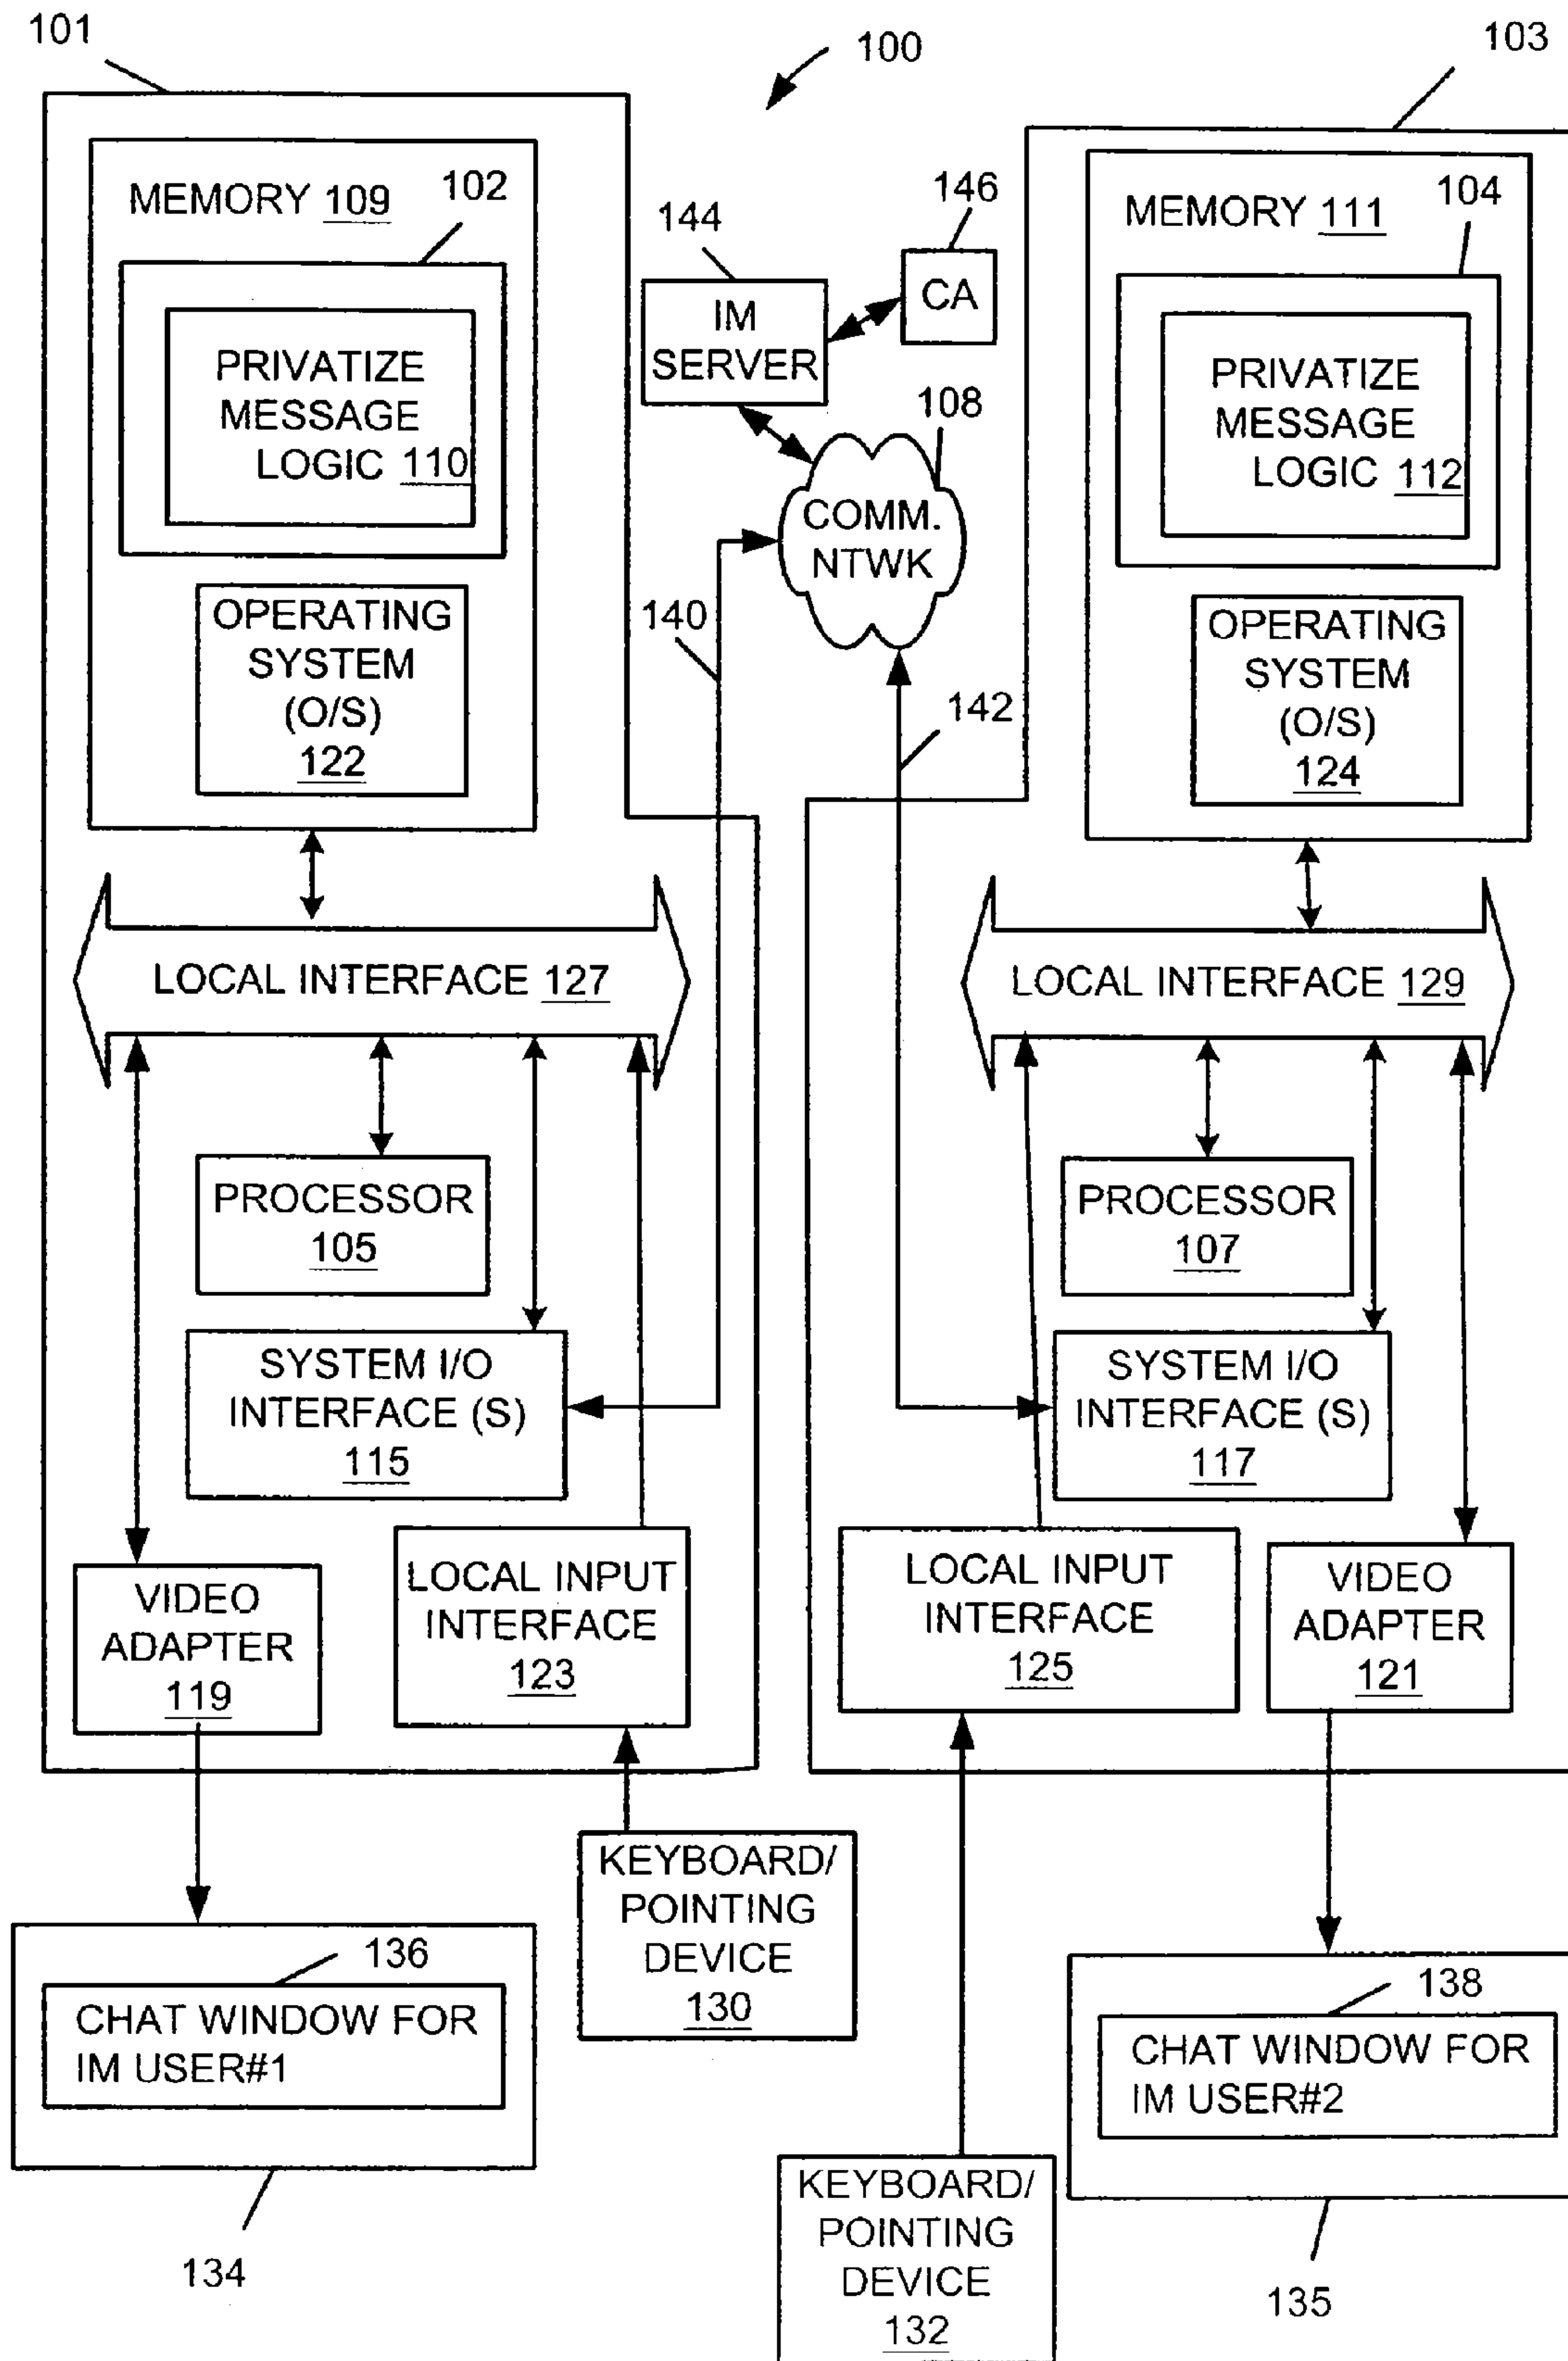 101
100
103
MEMORY 109
102
PRIVATIZE
MESSAGE
LOGIC 110
OPERATING
SYSTEM
(O/S)
122
LOCAL INTERFACE 127
PROCESSOR
105
SYSTEM I/O
INTERFACE (S)
115
VIDEO
ADAPTER
119
LOCAL INPUT
INTERFACE
123
KEYBOARD/
POINTING
DEVICE
130
136
CHAT WINDOW FOR
IM USER#1
134
144
IM
SERVER
146
CA
108
COMM.
NTWK
140
142
MEMORY 111
104
PRIVATIZE
MESSAGE
LOGIC 112
OPERATING
SYSTEM
(O/S)
124
LOCAL INTERFACE 129
PROCESSOR
107
SYSTEM I/O
INTERFACE (S)
117
LOCAL INPUT
INTERFACE
125
VIDEO
ADAPTER
121
138
CHAT WINDOW FOR
IM USER#2
135
KEYBOARD/
POINTING
DEVICE
132